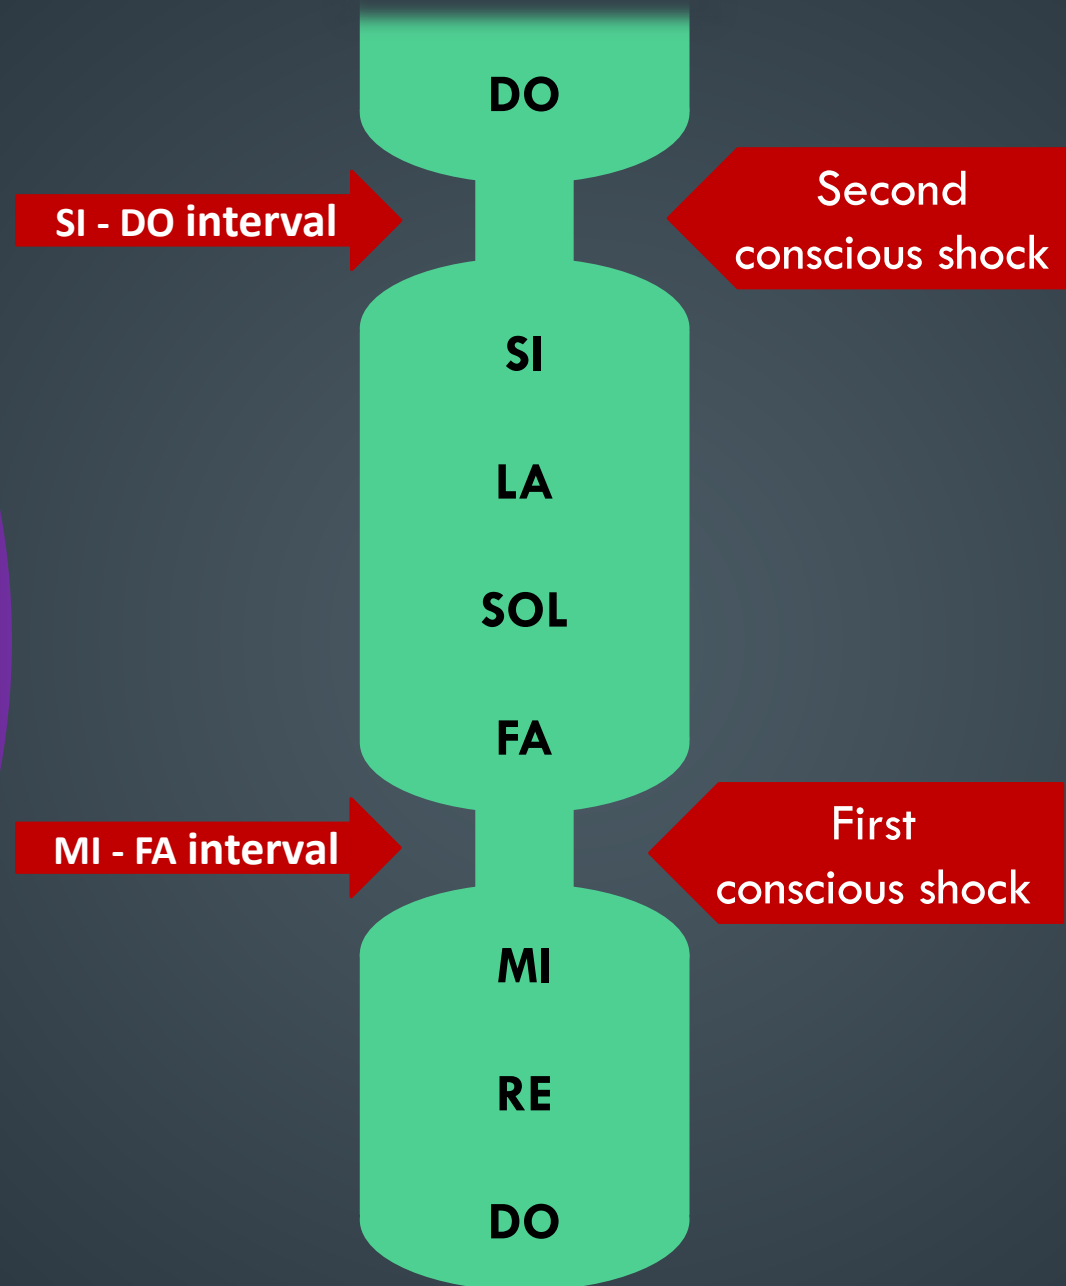 DO
SI - DO interval
Second
conscious shock
SI
LA
SOL
FA
MI - FA interval
First
conscious shock
MI
RE
DO